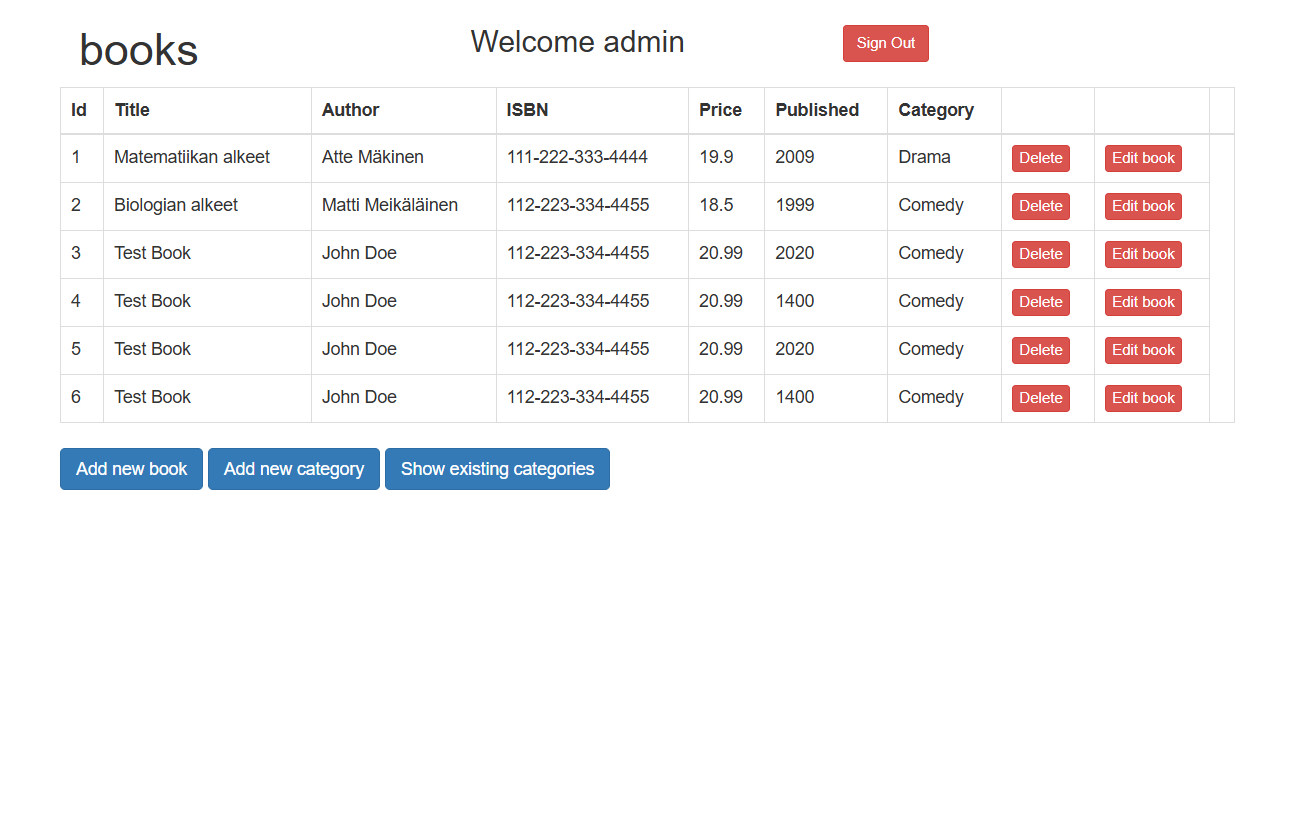 books
Welcome admin
Sign Out
Id Title Author ISBN Price Published Category
1 Matematiikan alkeet Atte Mäkinen 111-222-333-4444 19.9 2009 Drama Delete Edit book
2 Biologian alkeet Matti Meikäläinen 112-223-334-4455 18.5 1999 Comedy Delete Edit book
3 Test Book John Doe 112-223-334-4455 20.99 2020 Comedy Delete Edit book
4 Test Book John Doe 112-223-334-4455 20.99 1400 Comedy Delete Edit book
5 Test Book John Doe 112-223-334-4455 20.99 2020 Comedy Delete Edit book
6 Test Book John Doe 112-223-334-4455 20.99 1400 Comedy Delete Edit book
Add new book Add new category Show existing categories